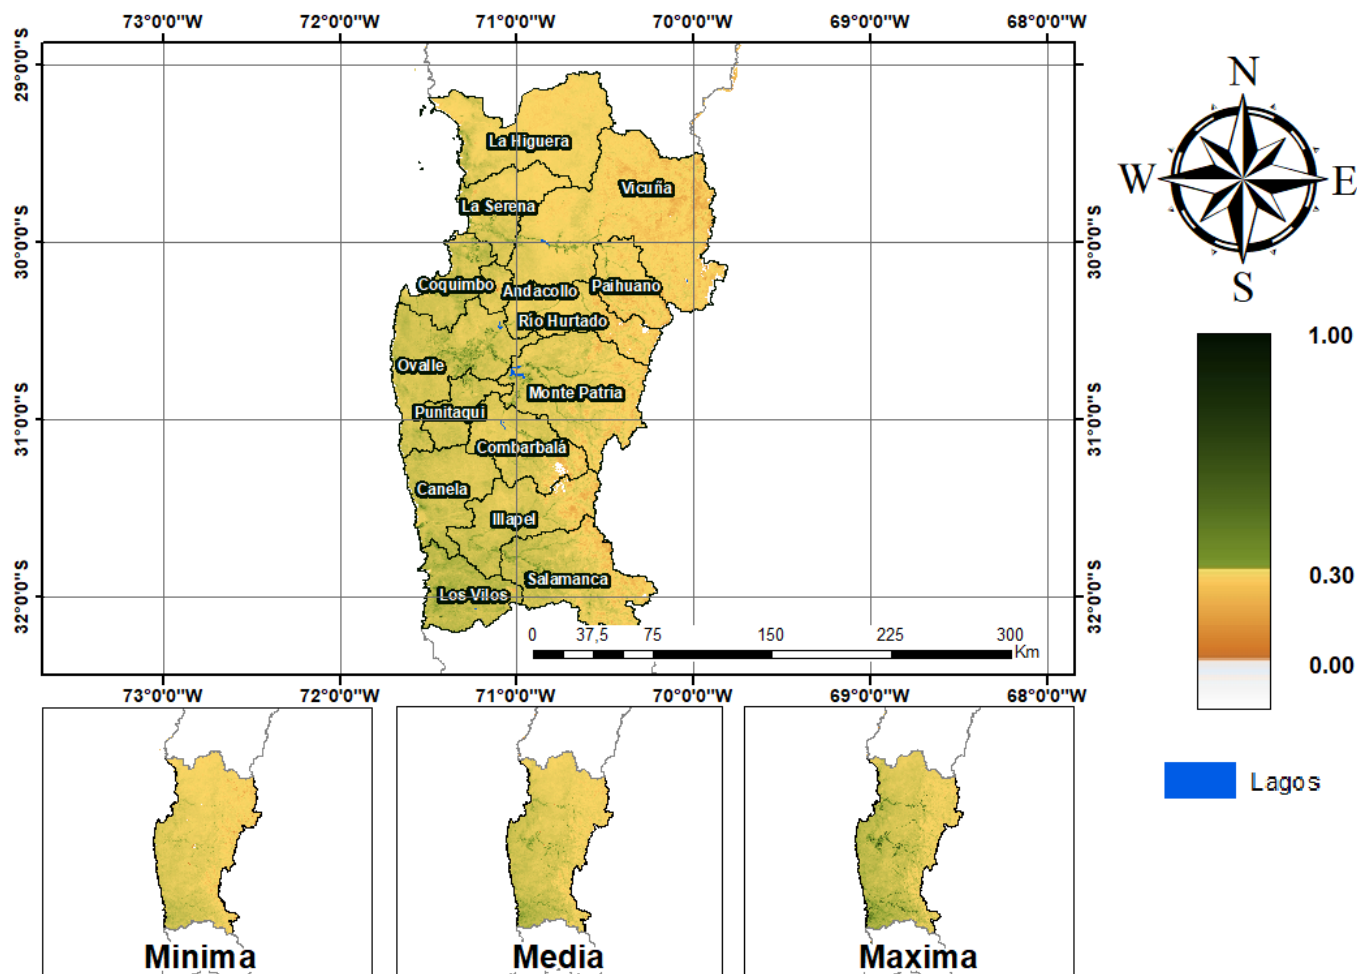 73°0'0"W 72°0'0"W 71°0'0"W 70°0'0"W 69°0'0"W 68°0'0"W
29°0'0"S
30°0'0"S 30°0'0"S
31°0'0"S 31°0'0"S
32°0'0"S 32°0'0"S
La Higuera
Vicuña
La Serena
Coquimbo
Andacollo
Paihuano
Río Hurtado
Ovalle
Monte Patria
Punitaqui
Combarbalá
Canela
Illapel
Salamanca
Los Vilos
0 37,5 75 150 225 300
Km
73°0'0"W 72°0'0"W 71°0'0"W 70°0'0"W 69°0'0"W 68°0'0"W
N
W E
S
1.00
0.30
0.00
Lagos
Minima
Media
Maxima